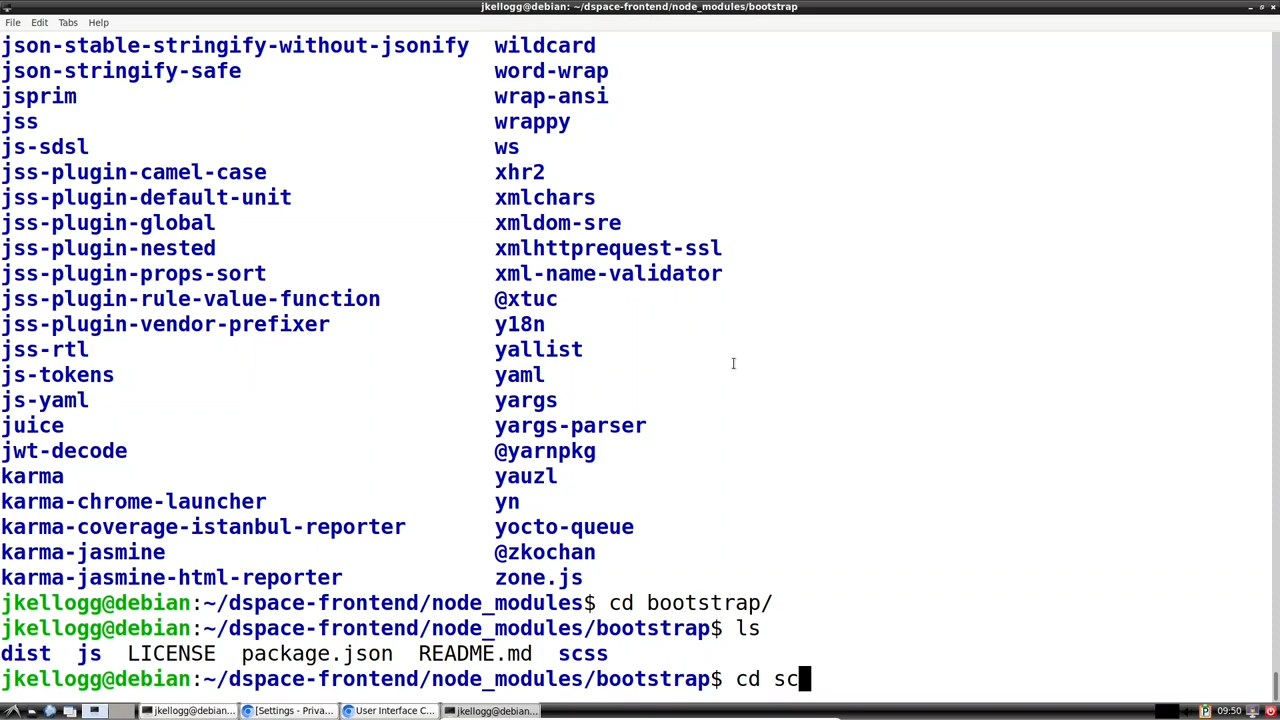 jkellogg@debian: ~/dspace-frontend/node_modules/bootstrap
File Edit Tabs Help
json-stable-stringify-without-jsonify wildcard
json-stringify-safe word-wrap
jsprim wrap-ansi
jss wrappy
js-sdsl ws
jss-plugin-camel-case xhr2
jss-plugin-default-unit xmlchars
jss-plugin-global xmldom-sre
jss-plugin-nested xmlhttprequest-ssl
jss-plugin-props-sort xml-name-validator
jss-plugin-rule-value-function @xtuc
jss-plugin-vendor-prefixer y18n
jss-rtl yallist
js-tokens yaml
js-yaml yargs
juice yargs-parser
jwt-decode @yarnpkg
karma yauzl
karma-chrome-launcher yn
karma-coverage-istanbul-reporter yocto-queue
karma-jasmine @zkochan
karma-jasmine-html-reporter zone.js
jkellogg@debian:~/dspace-frontend/node_modules$ cd bootstrap/
jkellogg@debian:~/dspace-frontend/node_modules/bootstrap$ ls
dist js LICENSE package.json README.md scss
jkellogg@debian:~/dspace-frontend/node_modules/bootstrap$ cd sc
jkellogg@debian... [Settings - Priva... User Interface C... jkellogg@debian... 09:50